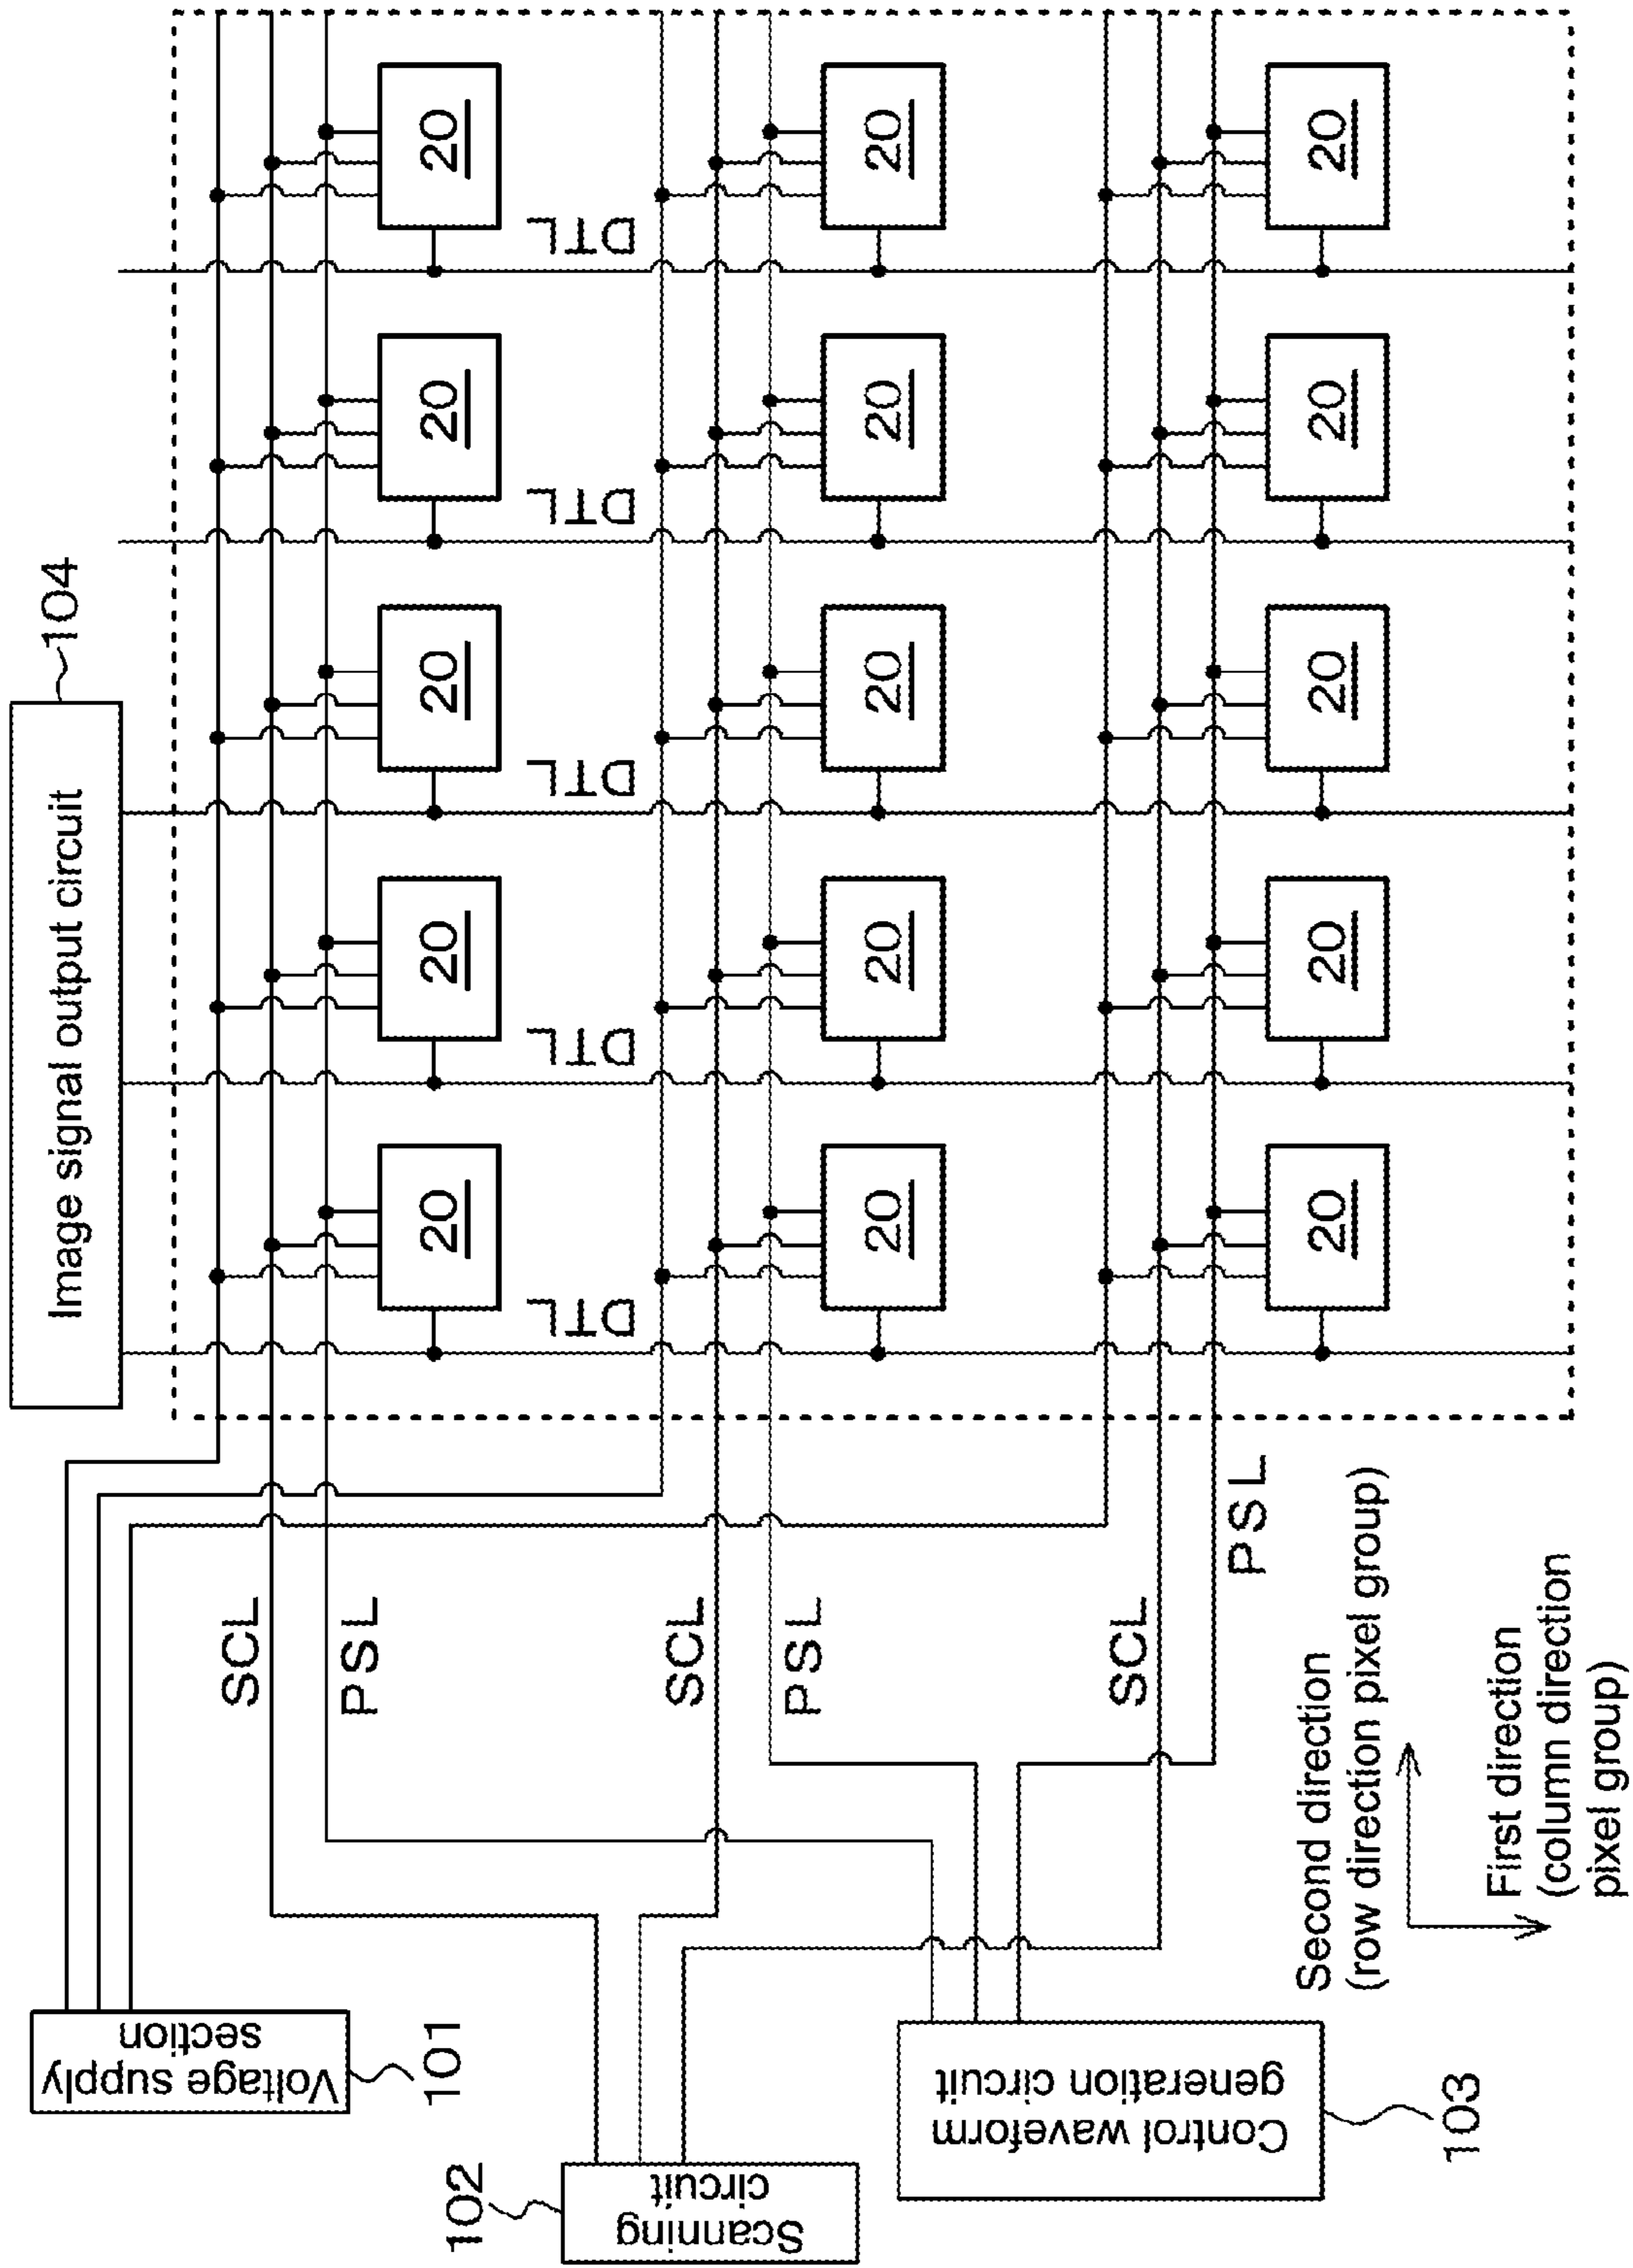 Image signal output circuit
104
20
20
20
20
20
DTL
DTL
DTL
DTL
DTL
20
20
20
20
20
20
20
20
20
20
SCL
PSL
SCL
PSL
SCL
PSL
Voltage supply
section
101
102
Scanning
circuit
Control waveform
generation circuit
103
Second direction
(row direction pixel group)
First direction
(column direction
pixel group)